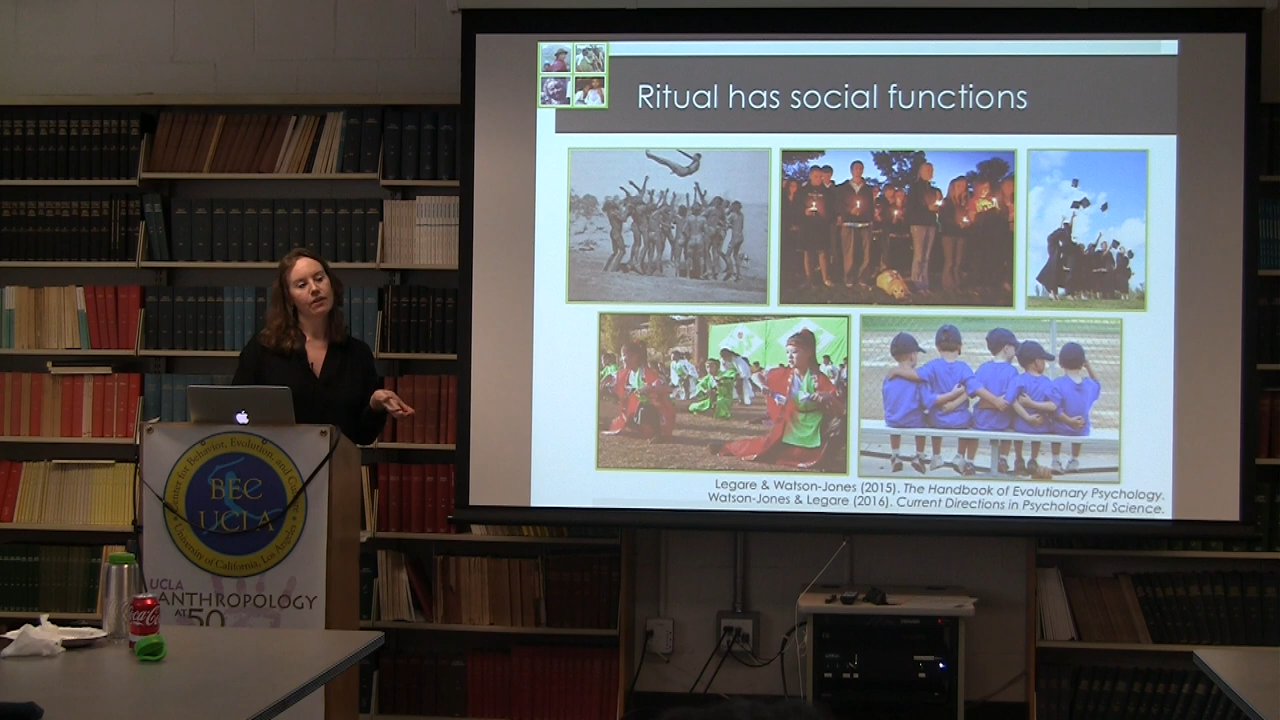 Ritual has social functions
Legare & Watson-Jones (2015). The Handbook of Evolutionary Psychology.
Watson-Jones & Legare (2016). Current Directions in Psychological Science.
Center for Behavior, Evolution, and
BEC
UCLA
University of California, Los Angeles
UCLA
ANTHROPOLOGY
AT 50
Coca-Co